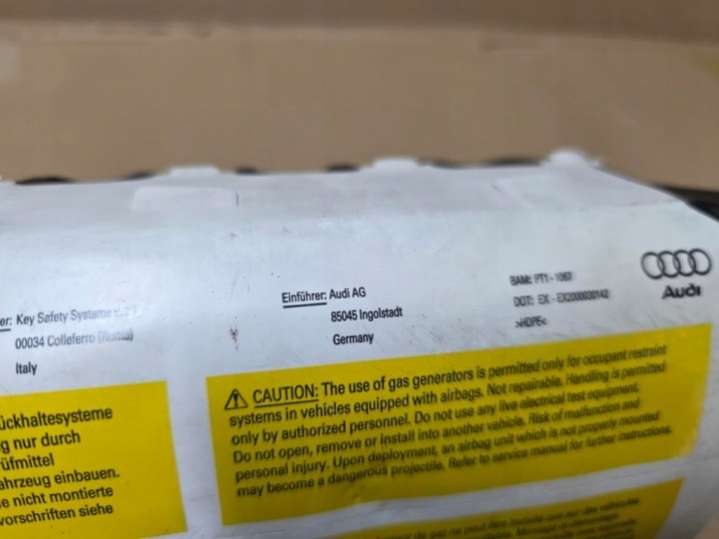 er: Key Safety Systems
00034 Colleferro (Roma)
Italy
Einführer: Audi AG
85045 Ingolstadt
Germany
BAM: PT1 -
DOT: EX - EX2000030142
>HDPE<
Audi
ückhaltesysteme
g nur durch
üfmittel
ahrzeug einbauen.
e nicht montierte
vorschriften siehe
CAUTION: The use of gas generators is permitted only for occupant restraint
systems in vehicles equipped with airbags. Not repairable. Handling is permitted
only by authorized personnel. Do not use any live electrical test equipment.
Do not open, remove or install into another vehicle. Risk of malfunction and
personal injury. Upon deployment, an airbag unit which is not properly mounted
may become a dangerous projectile. Refer to service manual for further instructions.